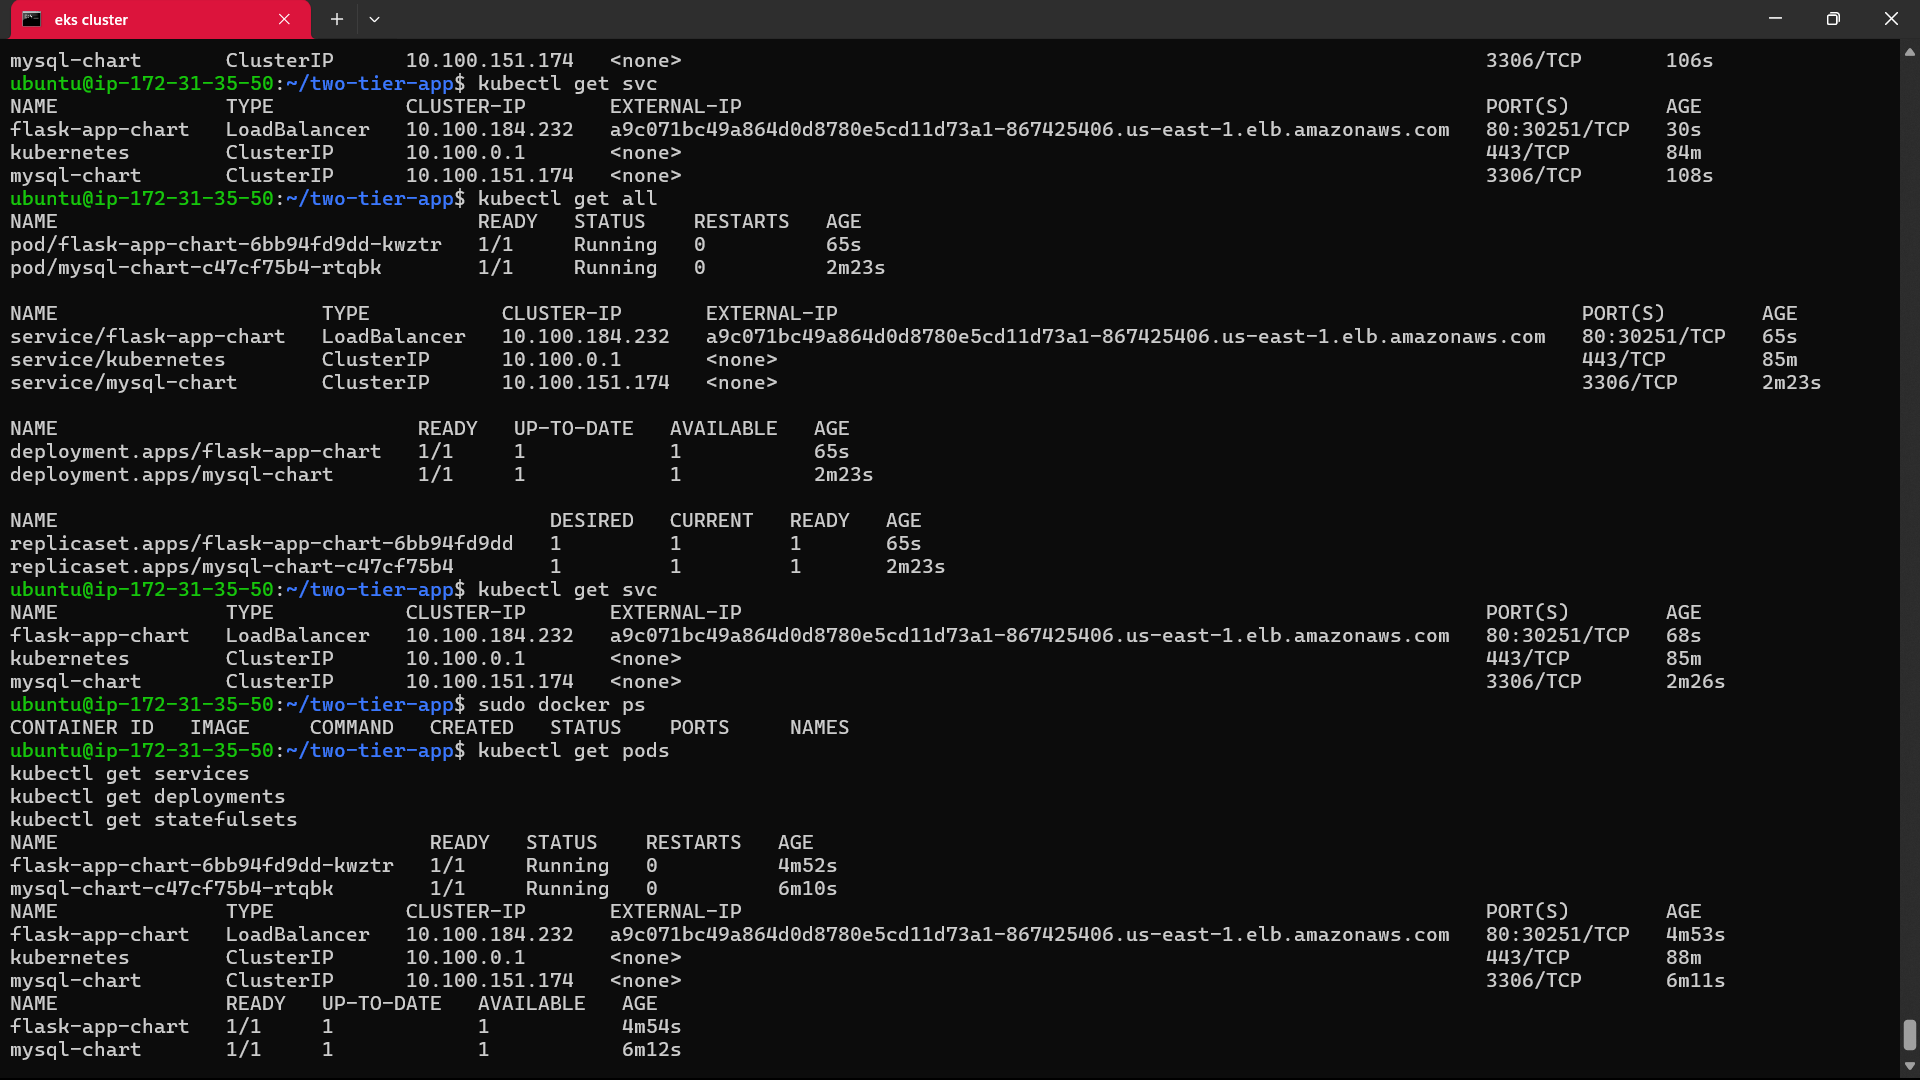 eks cluster
mysql-chart       ClusterIP      10.100.151.174   <none>                                                                   3306/TCP       106s
ubuntu@ip-172-31-35-50:~/two-tier-app$ kubectl get svc
NAME              TYPE           CLUSTER-IP       EXTERNAL-IP                                                              PORT(S)        AGE
flask-app-chart   LoadBalancer   10.100.184.232   a9c071bc49a864d0d8780e5cd11d73a1-867425406.us-east-1.elb.amazonaws.com   80:30251/TCP   30s
kubernetes        ClusterIP      10.100.0.1       <none>                                                                   443/TCP        84m
mysql-chart       ClusterIP      10.100.151.174   <none>                                                                   3306/TCP       108s
ubuntu@ip-172-31-35-50:~/two-tier-app$ kubectl get all
NAME                                   READY   STATUS    RESTARTS   AGE
pod/flask-app-chart-6bb94fd9dd-kwztr   1/1     Running   0          65s
pod/mysql-chart-c47cf75b4-rtqbk        1/1     Running   0          2m23s
NAME                      TYPE           CLUSTER-IP       EXTERNAL-IP                                                              PORT(S)        AGE
service/flask-app-chart   LoadBalancer   10.100.184.232   a9c071bc49a864d0d8780e5cd11d73a1-867425406.us-east-1.elb.amazonaws.com   80:30251/TCP   65s
service/kubernetes        ClusterIP      10.100.0.1       <none>                                                                   443/TCP        85m
service/mysql-chart       ClusterIP      10.100.151.174   <none>                                                                   3306/TCP       2m23s
NAME                              READY   UP-TO-DATE   AVAILABLE   AGE
deployment.apps/flask-app-chart   1/1     1            1           65s
deployment.apps/mysql-chart       1/1     1            1           2m23s
NAME                                         DESIRED   CURRENT   READY   AGE
replicaset.apps/flask-app-chart-6bb94fd9dd   1         1         1       65s
replicaset.apps/mysql-chart-c47cf75b4        1         1         1       2m23s
ubuntu@ip-172-31-35-50:~/two-tier-app$ kubectl get svc
NAME              TYPE           CLUSTER-IP       EXTERNAL-IP                                                              PORT(S)        AGE
flask-app-chart   LoadBalancer   10.100.184.232   a9c071bc49a864d0d8780e5cd11d73a1-867425406.us-east-1.elb.amazonaws.com   80:30251/TCP   68s
kubernetes        ClusterIP      10.100.0.1       <none>                                                                   443/TCP        85m
mysql-chart       ClusterIP      10.100.151.174   <none>                                                                   3306/TCP       2m26s
ubuntu@ip-172-31-35-50:~/two-tier-app$ sudo docker ps
CONTAINER ID   IMAGE     COMMAND   CREATED   STATUS    PORTS     NAMES
ubuntu@ip-172-31-35-50:~/two-tier-app$ kubectl get pods
kubectl get services
kubectl get deployments
kubectl get statefulsets
NAME                               READY   STATUS    RESTARTS   AGE
flask-app-chart-6bb94fd9dd-kwztr   1/1     Running   0          4m52s
mysql-chart-c47cf75b4-rtqbk        1/1     Running   0          6m10s
NAME              TYPE           CLUSTER-IP       EXTERNAL-IP                                                              PORT(S)        AGE
flask-app-chart   LoadBalancer   10.100.184.232   a9c071bc49a864d0d8780e5cd11d73a1-867425406.us-east-1.elb.amazonaws.com   80:30251/TCP   4m53s
kubernetes        ClusterIP      10.100.0.1       <none>                                                                   443/TCP        88m
mysql-chart       ClusterIP      10.100.151.174   <none>                                                                   3306/TCP       6m11s
NAME              READY   UP-TO-DATE   AVAILABLE   AGE
flask-app-chart   1/1     1            1           4m54s
mysql-chart       1/1     1            1           6m12s